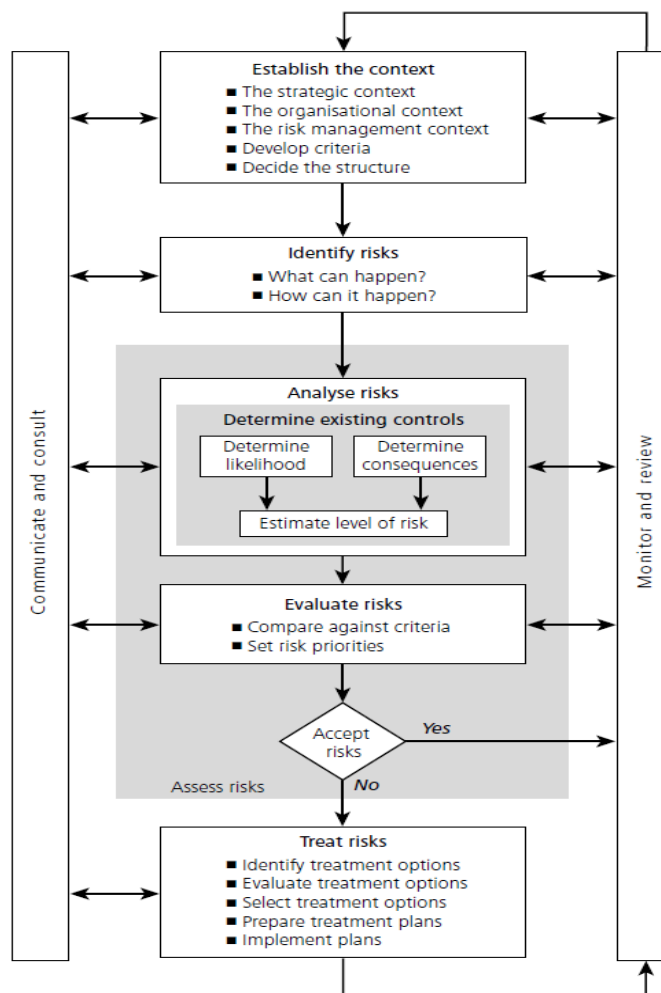 Establish the context
■ The strategic context
■ The organisational context
■ The risk management context
■ Develop criteria
■ Decide the structure
Identify risks
■ What can happen?
■ How can it happen?
Analyse risks
Determine existing controls
Determine
likelihood
Determine
consequences
Estimate level of risk
Evaluate risks
■ Compare against criteria
■ Set risk priorities
Accept
risks
Yes
No
Assess risks
Treat risks
■ Identify treatment options
■ Evaluate treatment options
■ Select treatment options
■ Prepare treatment plans
■ Implement plans
Communicate and consult
Monitor and review